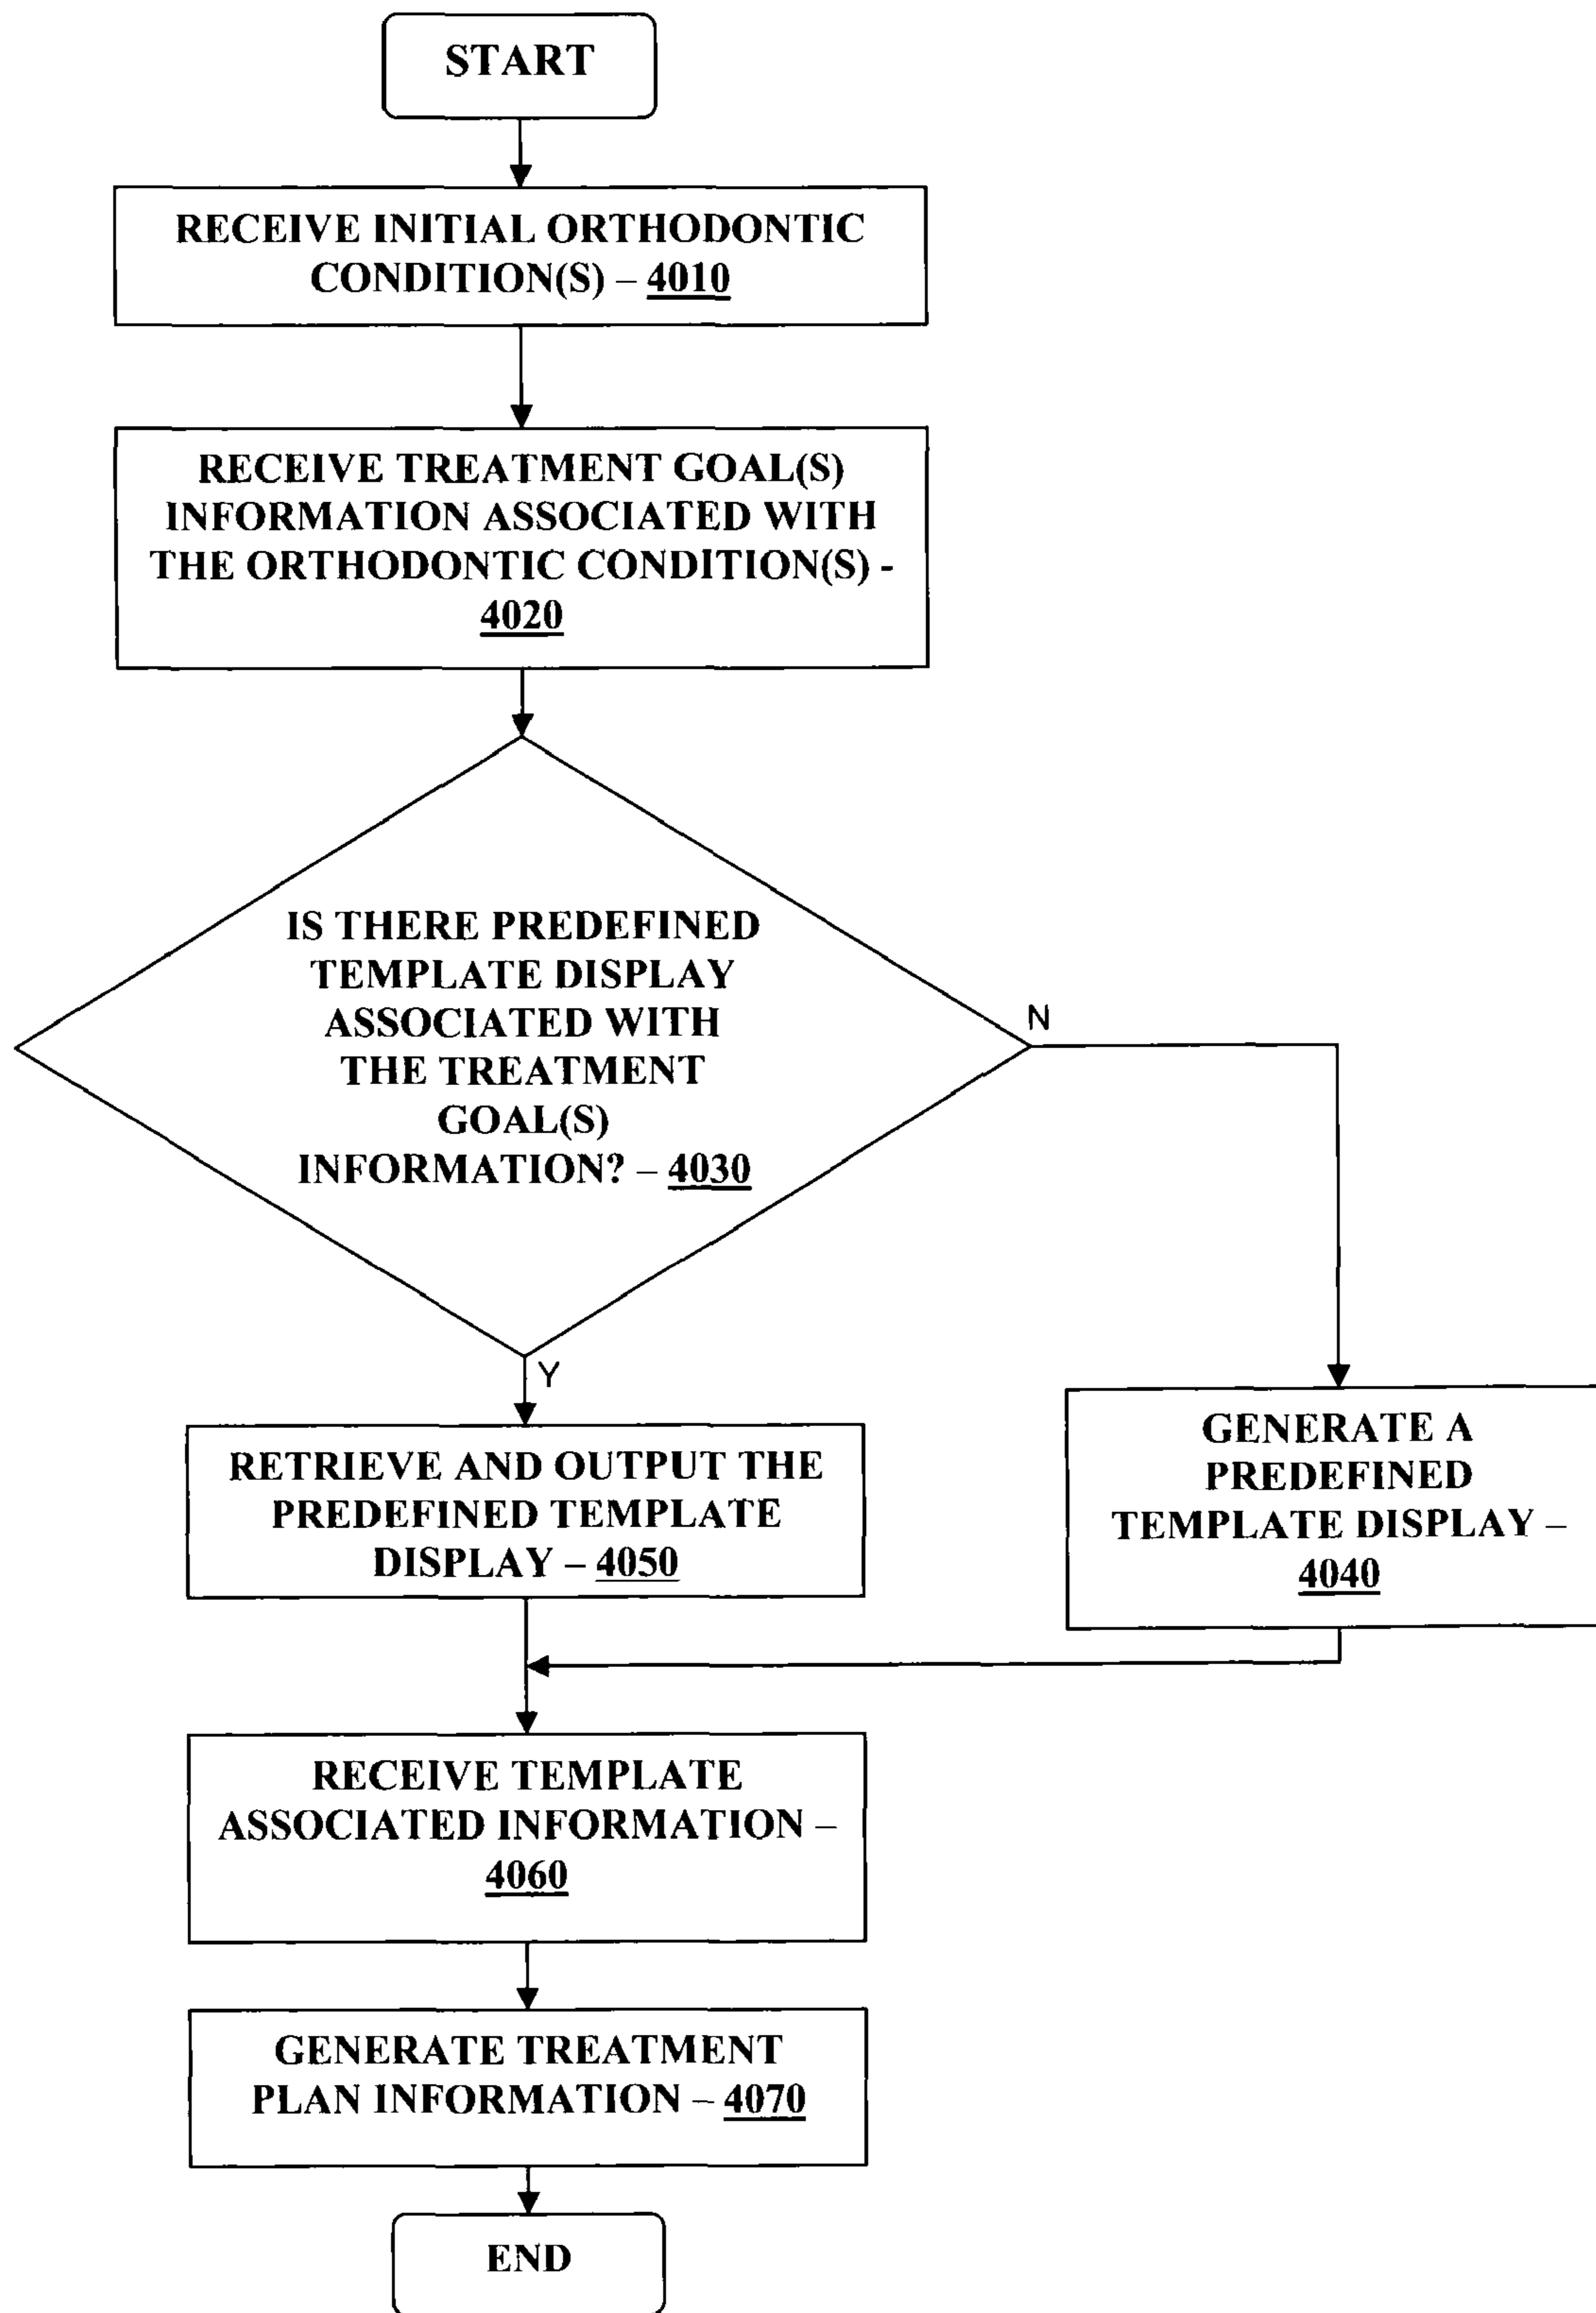 START
RECEIVE INITIAL ORTHODONTIC
CONDITION(S) – 4010
RECEIVE TREATMENT GOAL(S)
INFORMATION ASSOCIATED WITH
THE ORTHODONTIC CONDITION(S) -
4020
IS THERE PREDEFINED
TEMPLATE DISPLAY
ASSOCIATED WITH
THE TREATMENT
GOAL(S)
INFORMATION? – 4030
N
Y
RETRIEVE AND OUTPUT THE
PREDEFINED TEMPLATE
DISPLAY – 4050
GENERATE A
PREDEFINED
TEMPLATE DISPLAY –
4040
RECEIVE TEMPLATE
ASSOCIATED INFORMATION –
4060
GENERATE TREATMENT
PLAN INFORMATION – 4070
END